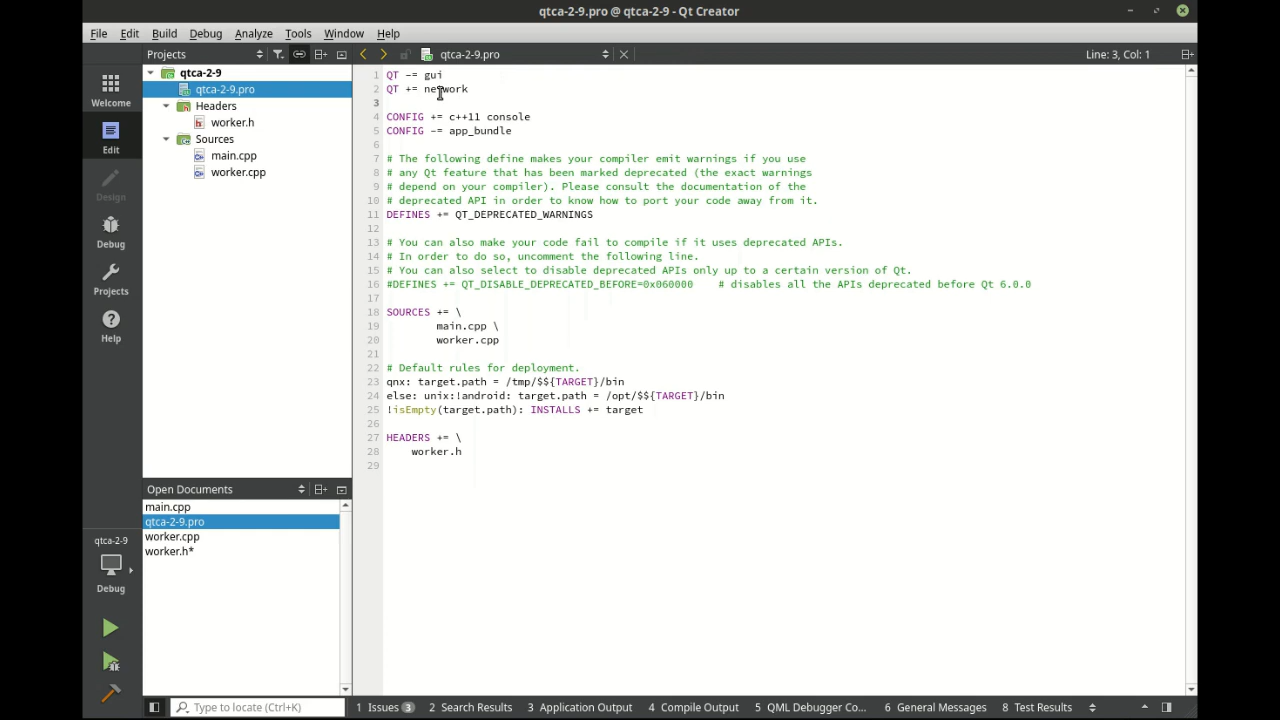 qtca-2-9.pro @ qtca-2-9 - Qt Creator
File Edit Build Debug Analyze Tools Window Help
Projects
qtca-2-9.pro
Line: 3, Col: 1
Welcome
Edit
Design
Debug
Projects
Help
qtca-2-9
qtca-2-9.pro
Headers
worker.h
Sources
main.cpp
worker.cpp
1 QT -= gui
2 QT += network
3
4 CONFIG += c++11 console
5 CONFIG -= app_bundle
6
7 # The following define makes your compiler emit warnings if you use
8 # any Qt feature that has been marked deprecated (the exact warnings
9 # depend on your compiler). Please consult the documentation of the
10 # deprecated API in order to know how to port your code away from it.
11 DEFINES += QT_DEPRECATED_WARNINGS
12
13 # You can also make your code fail to compile if it uses deprecated APIs.
14 # In order to do so, uncomment the following line.
15 # You can also select to disable deprecated APIs only up to a certain version of Qt.
16 #DEFINES += QT_DISABLE_DEPRECATED_BEFORE=0x060000    # disables all the APIs deprecated before Qt 6.0.0
17
18 SOURCES += \
19         main.cpp \
20         worker.cpp
21
22 # Default rules for deployment.
23 qnx: target.path = /tmp/$${TARGET}/bin
24 else: unix:!android: target.path = /opt/$${TARGET}/bin
25 !isEmpty(target.path): INSTALLS += target
26
27 HEADERS += \
28     worker.h
29
Open Documents
main.cpp
qtca-2-9.pro
worker.cpp
worker.h*
qtca-2-9
Debug
Type to locate (Ctrl+K)
1 Issues 3
2 Search Results
3 Application Output
4 Compile Output
5 QML Debugger Co...
6 General Messages
8 Test Results